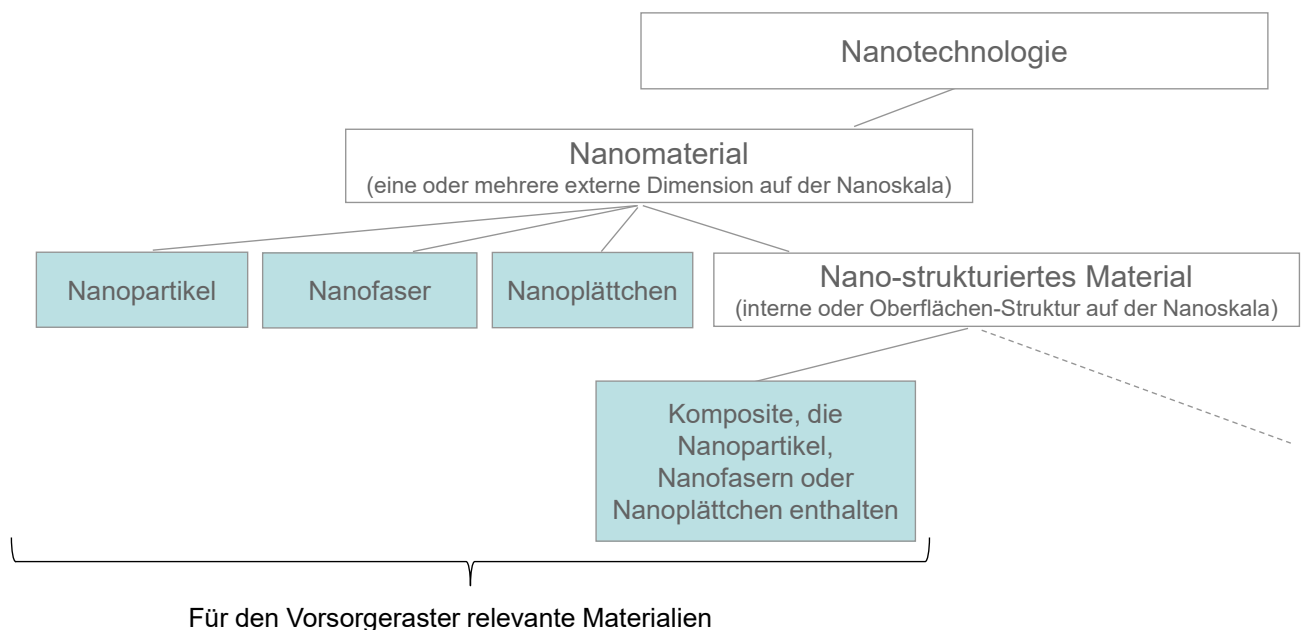 Nanotechnologie
Nanomaterial
(eine oder mehrere externe Dimension auf der Nanoskala)
Nanopartikel
Nanofaser
Nanoplättchen
Nano-strukturiertes Material
(interne oder Oberflächen-Struktur auf der Nanoskala)
Komposite, die
Nanopartikel,
Nanofasern oder
Nanoplättchen enthalten
Für den Vorsorgeraster relevante Materialien